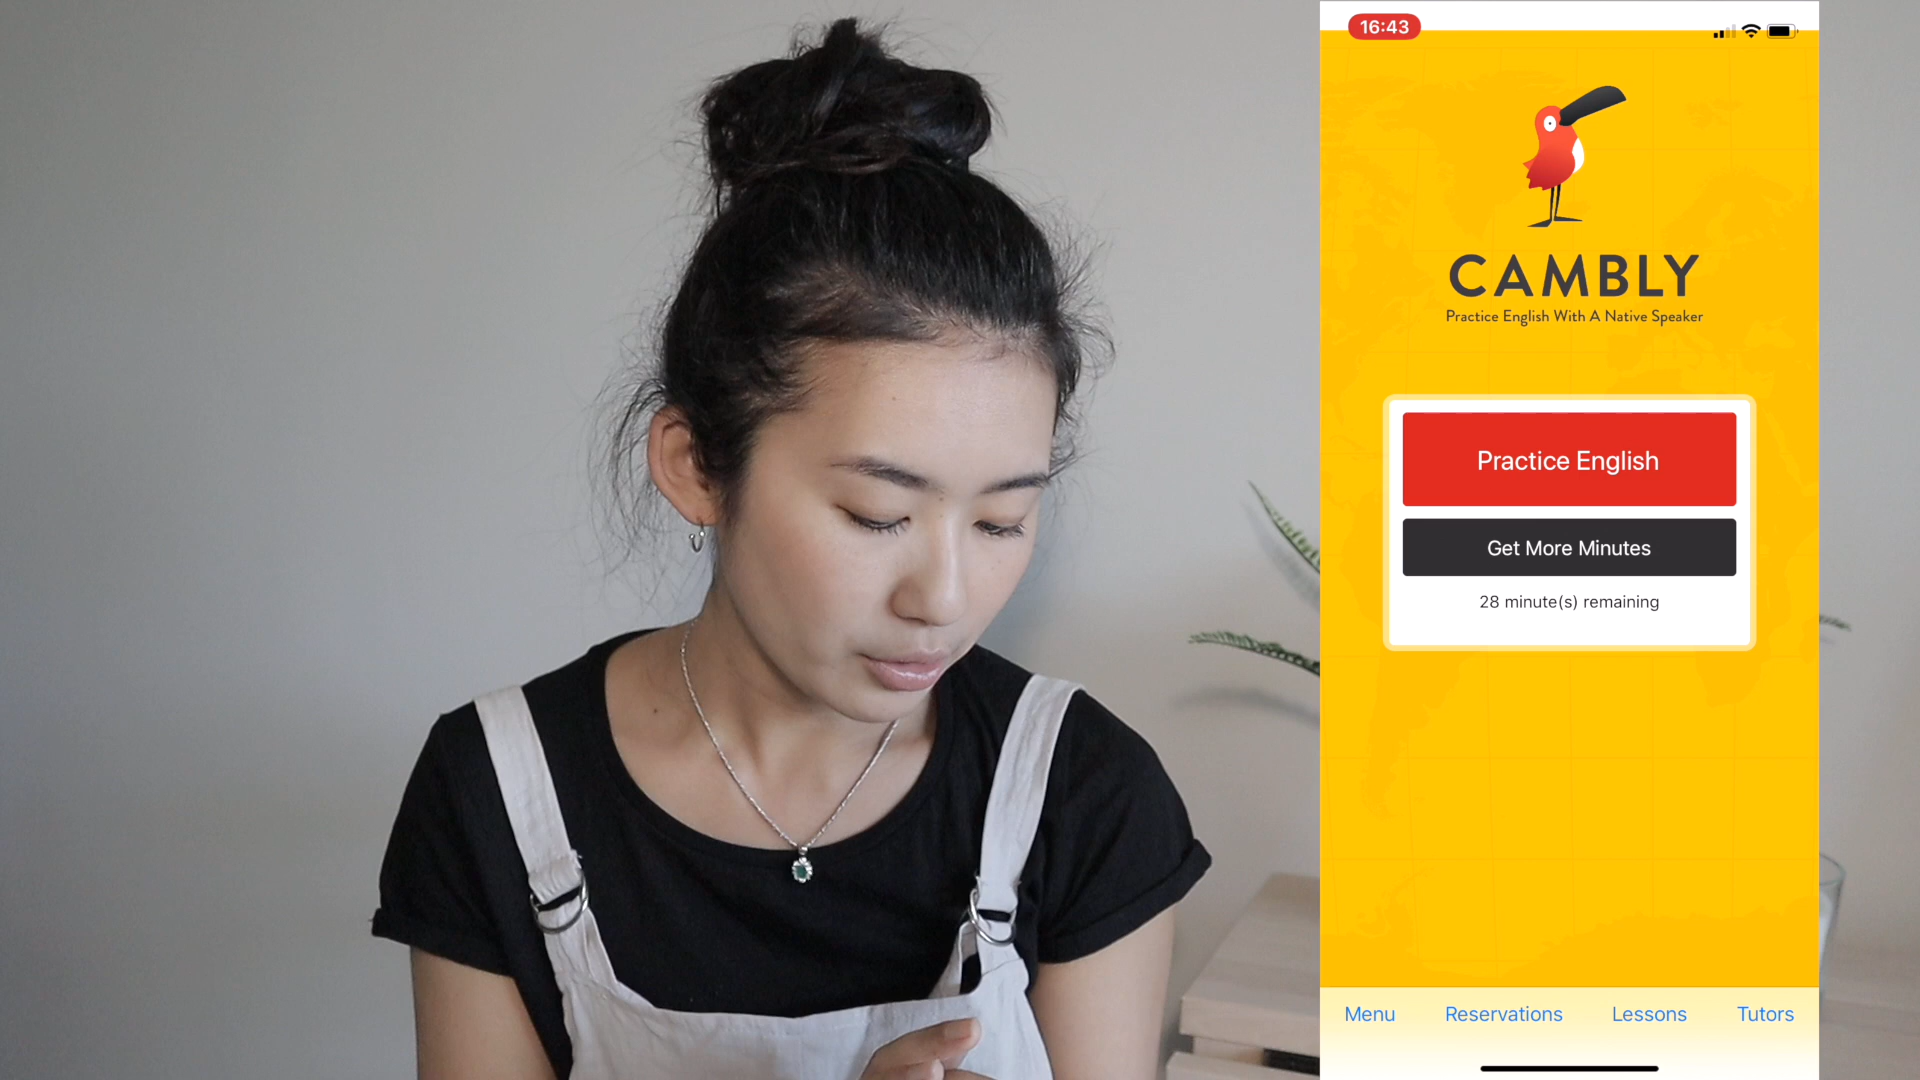 16:43
CAMBLY
Practice English With A Native Speaker
Practice English
Get More Minutes
28 minute(s) remaining
Menu Reservations Lessons Tutors